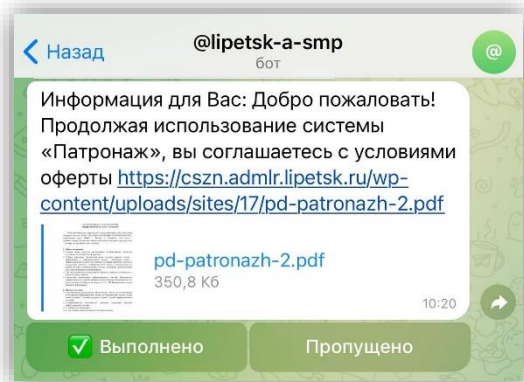 Назад
@lipetsk-a-smp
бот
@
Информация для Вас: Добро пожаловать!
Продолжая использование системы
«Патронаж», вы соглашаетесь с условиями
оферты https://cszn.admlr.lipetsk.ru/wp-
content/uploads/sites/17/pd-patronazh-2.pdf
pd-patronazh-2.pdf
350,8 Кб
10:20
Выполнено
Пропущено